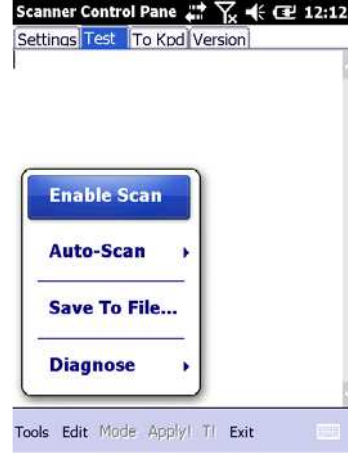 Scanner Control Pane 12:12
Settings Test To Kpd Version
Enable Scan
Auto-Scan
Save To File...
Diagnose
Tools Edit Mode Apply! T! Exit